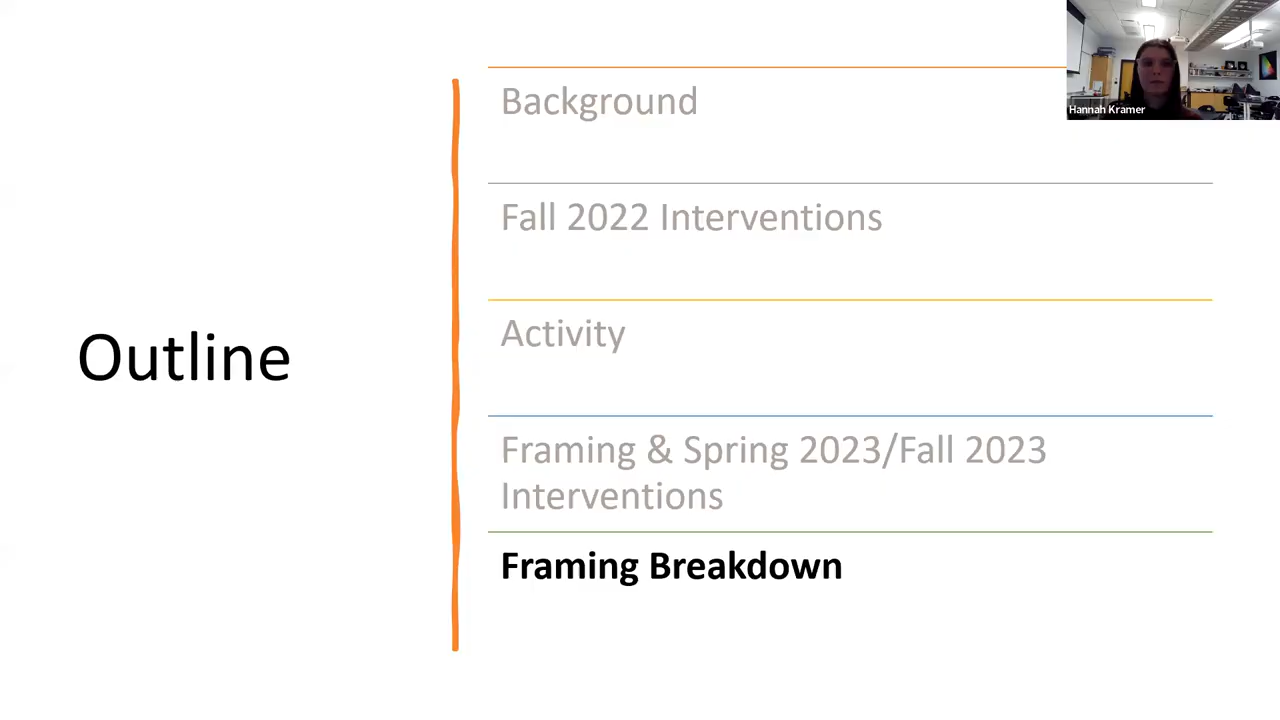 Outline
Background
Fall 2022 Interventions
Activity
Framing & Spring 2023/Fall 2023
Interventions
Framing Breakdown
Hannah Kramer